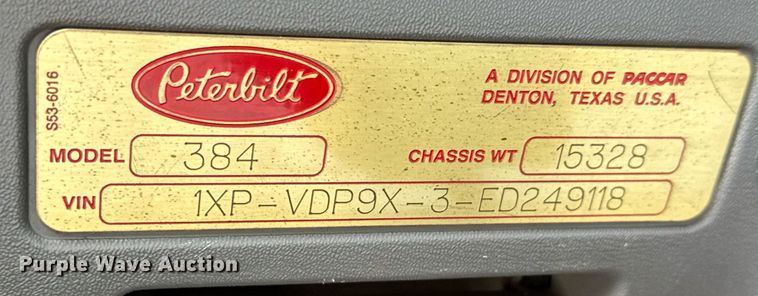 S53-6016
Peterbilt
A DIVISION OF PACCAR
DENTON, TEXAS U.S.A.
MODEL 384 CHASSIS WT 15328
VIN 1XP-VDP9X-3-ED249118
Purple Wave Auction